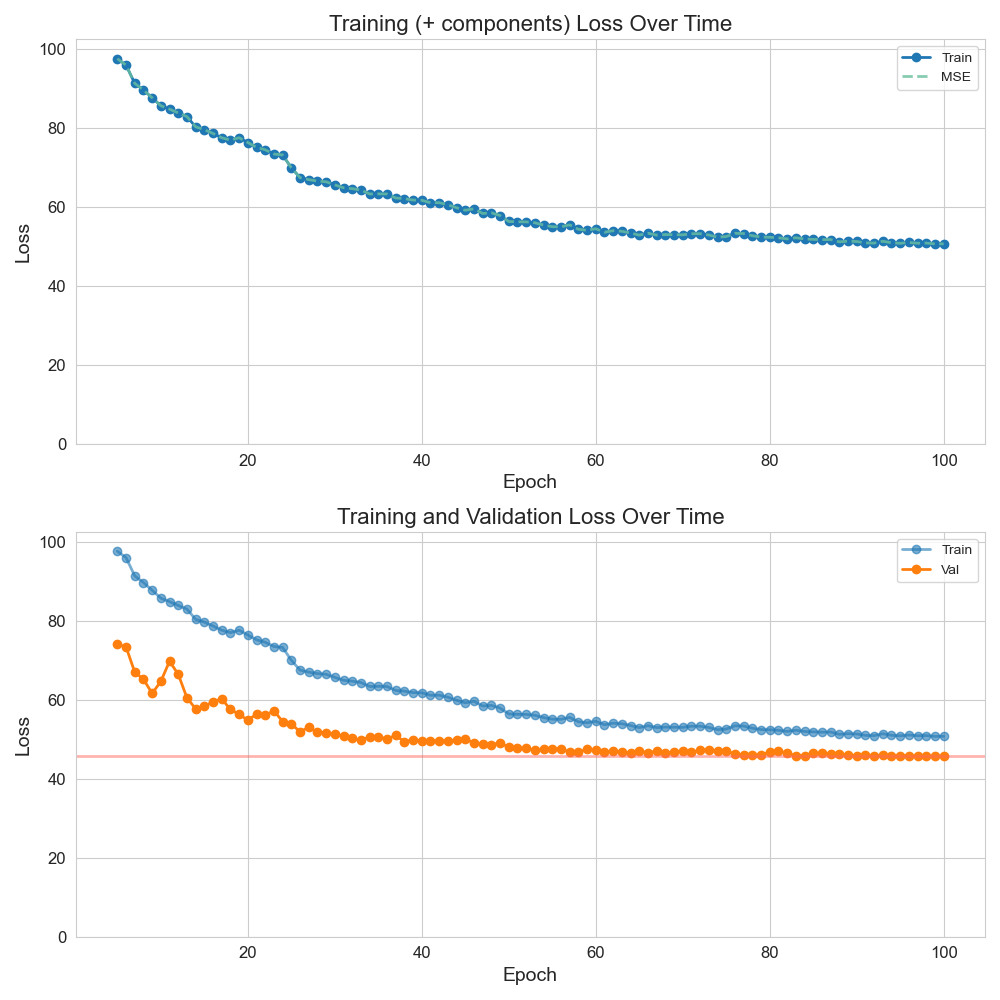 Training (+ components) Loss Over Time
100
80
60
40
20
0
Loss
Train
MSE
20 40 60 80 100
Epoch
Training and Validation Loss Over Time
100
80
60
40
20
0
Loss
Train
Val
20 40 60 80 100
Epoch